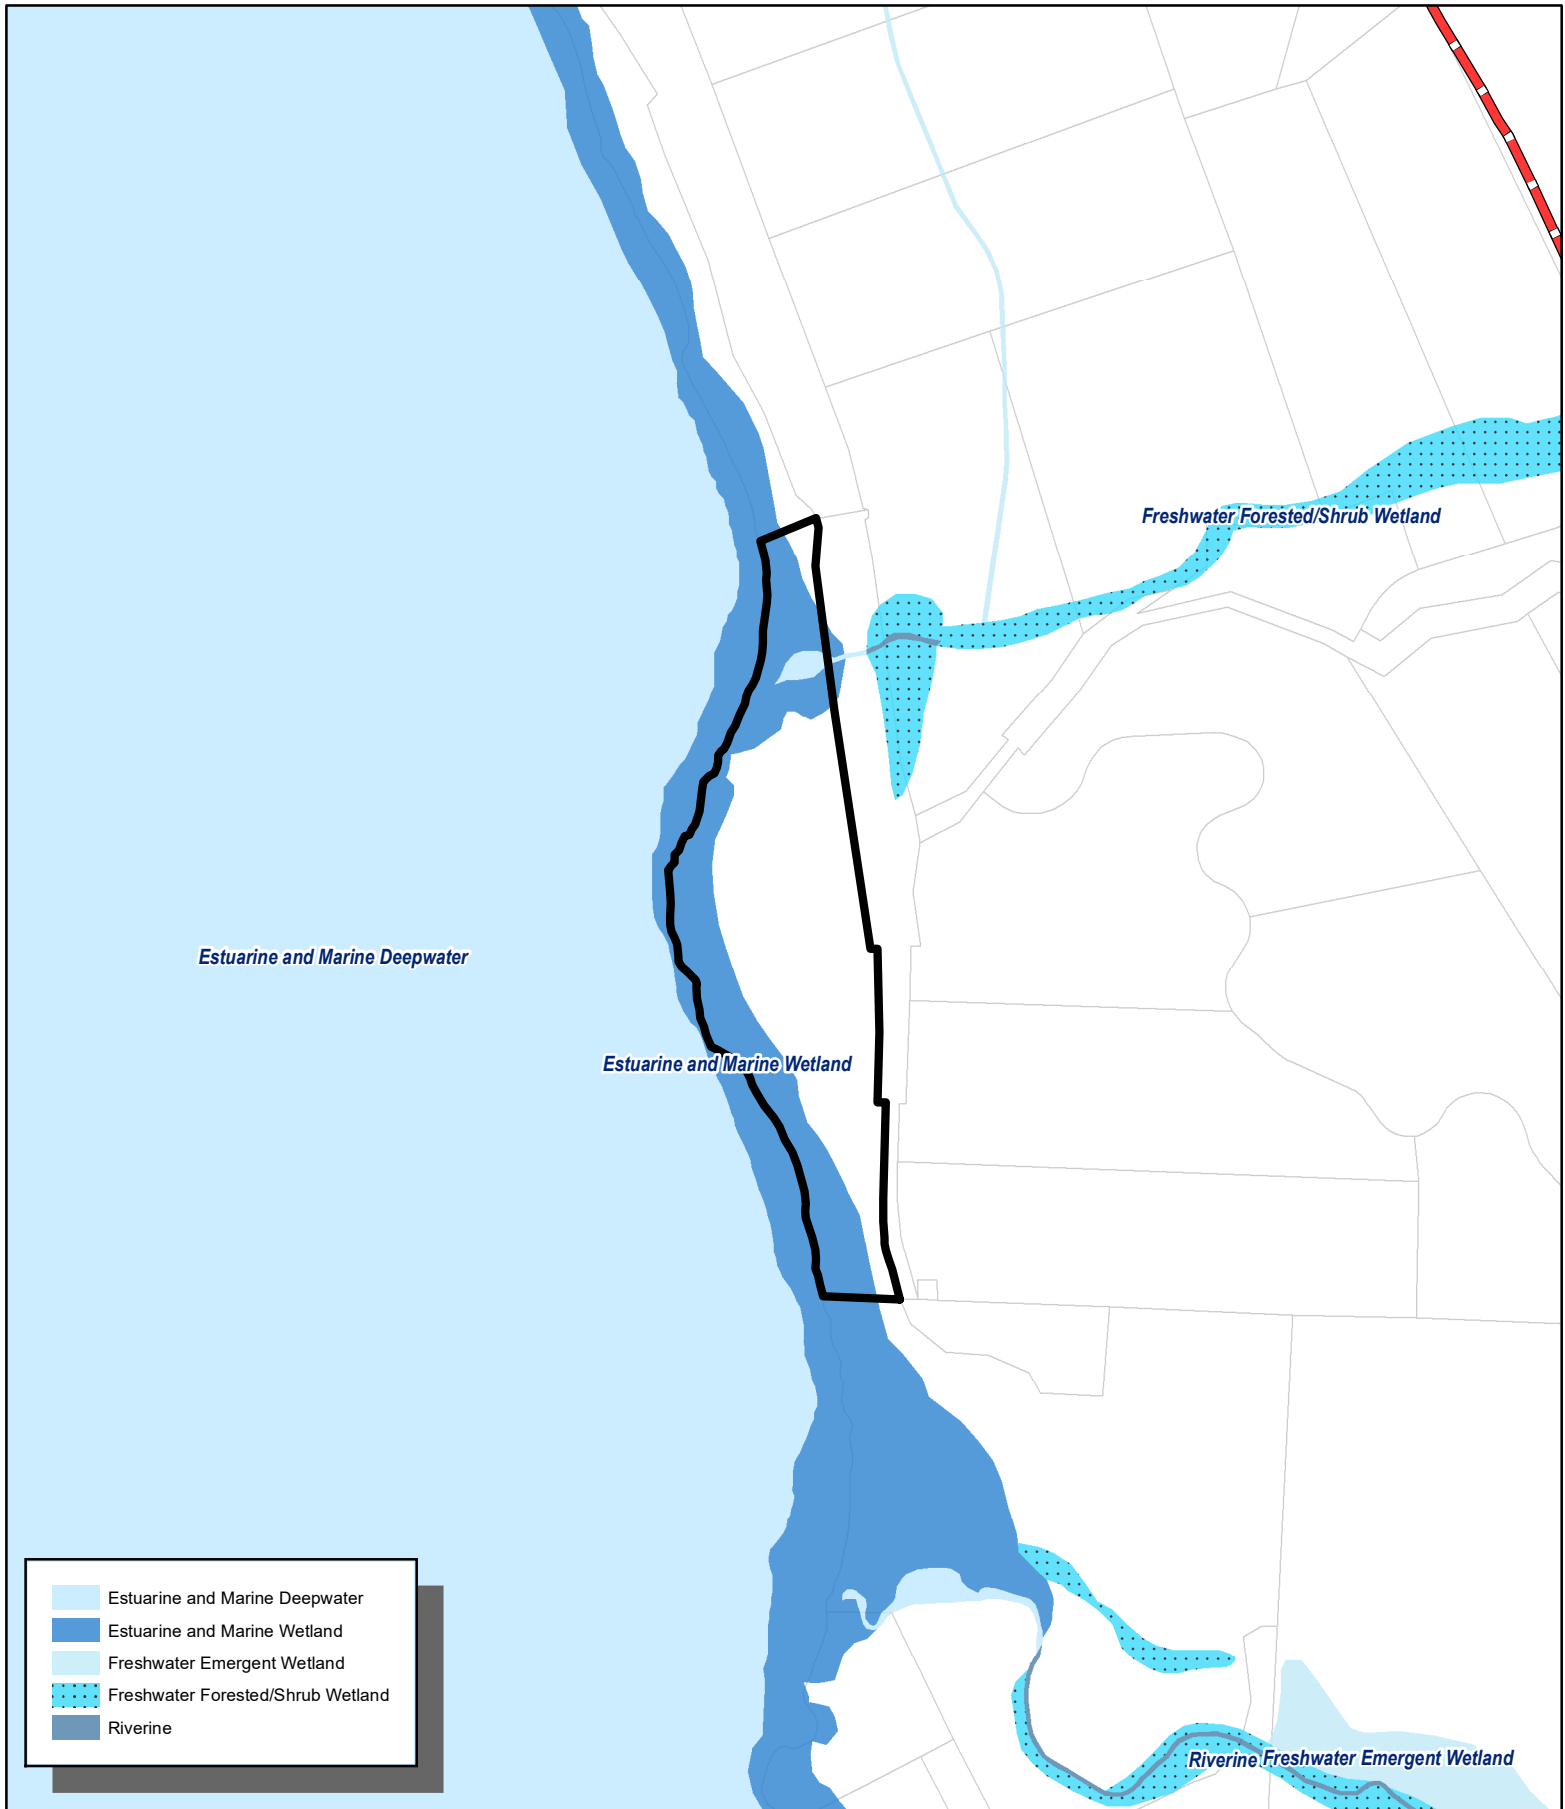 Freshwater Forested/Shrub Wetland
Estuarine and Marine Deepwater
Estuarine and Marine Wetland
Estuarine and Marine Deepwater
Estuarine and Marine Wetland
Freshwater Emergent Wetland
Freshwater Forested/Shrub Wetland
Riverine
Riverine
Freshwater Emergent Wetland